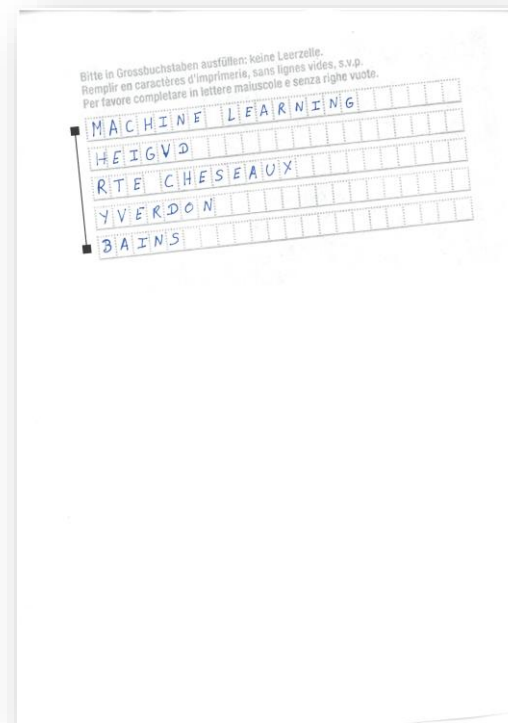 Bitte in Grossbuchstaben ausfüllen: keine Leerzelle.
Remplir en caractères d'imprimerie, sans lignes vides, s.v.p.
Per favore completare in lettere maiuscole e senza righe vuote.
MACHINE LEARNING
HEIGVD
RTE CHESEAUX
YVERDON
BAINS